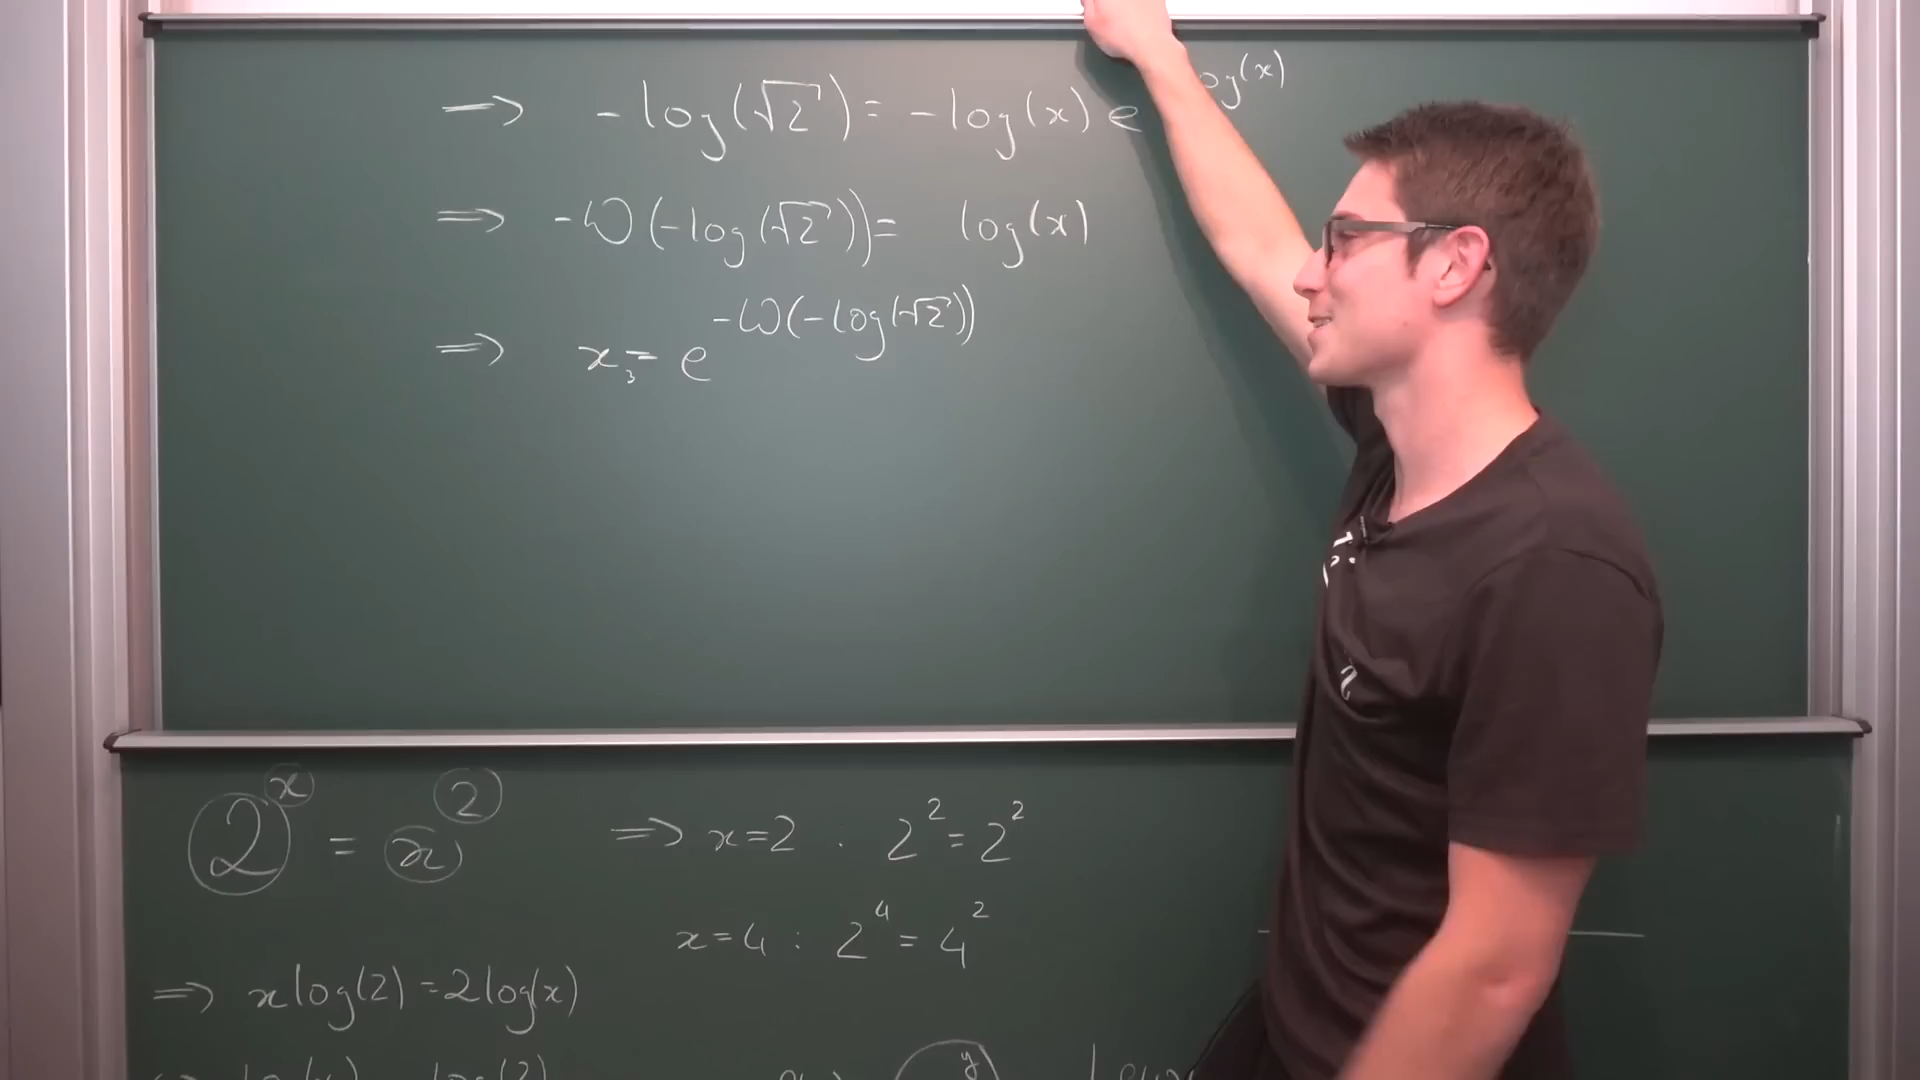 ⟹ -log(√2) = -log(x) e log(x)
⟹ -W(-log(√2)) = log(x)
⟹ x₃ = e^-W(-log(√2))
2^x = x^2 ⟹ x=2 . 2^2 = 2^2
x=4 : 2^4 = 4^2
⟹ x log(2) = 2 log(x)